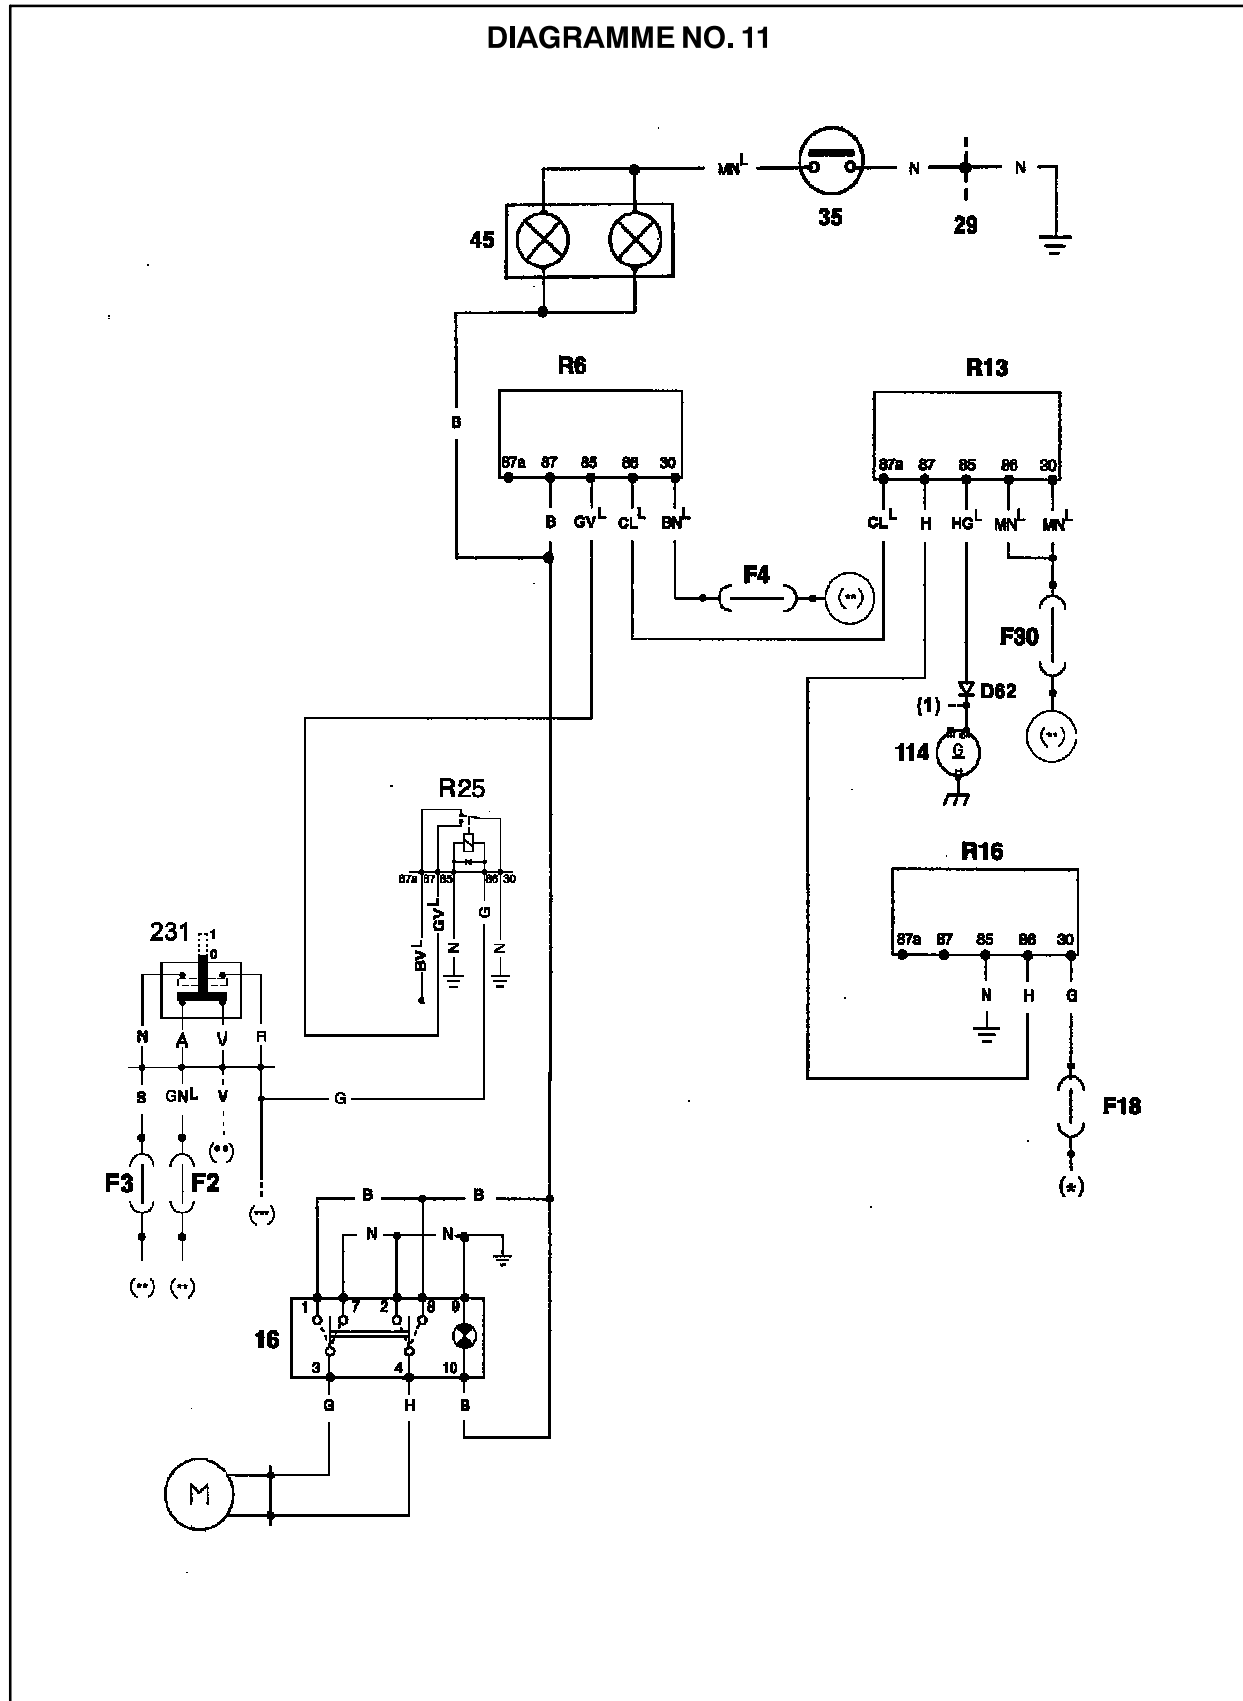 DIAGRAMME NO. 11
MN^L
N
N
35
29
45
R6
R13
B
87a 87 85 86 30
87a 87 85 86 30
B GV^L CL^L BN^L
CL^L H HG^L MN^L MN^L
F4
(**)
F30
D62
(1)
114
G
(**)
R25
87a 87 85 86 30
BV^L GV^L N G N
R16
87a 87 85 86 30
N H G
231
1
0
N A V R
GN^L V
G
(**)
F18
(*)
F3 F2
(***)
(**) (**)
B B
N N
1 7 2 8 9
16
3 4 10
G H B
M